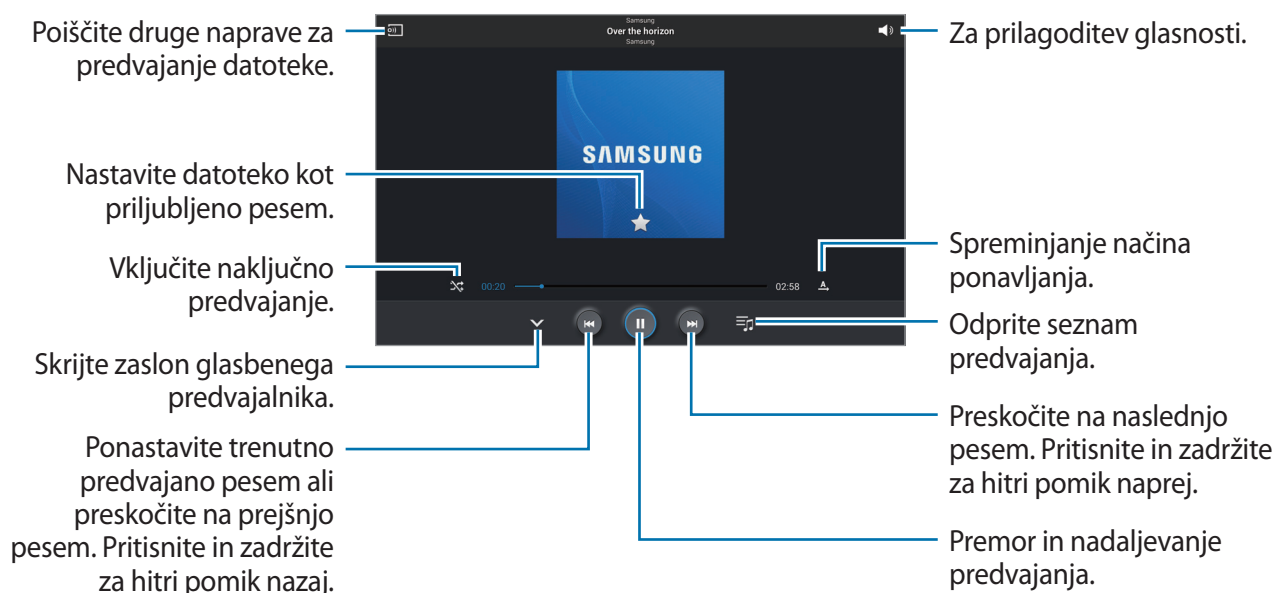 Poiščite druge naprave za
predvajanje datoteke.
Nastavite datoteko kot
priljubljeno pesem.
Vključite naključno
predvajanje.
Skrijte zaslon glasbenega
predvajalnika.
Ponastavite trenutno
predvajano pesem ali
preskočite na prejšnjo
pesem. Pritisnite in zadržite
za hitri pomik nazaj.
Samsung
Over the horizon
Samsung
SAMSUNG
00:20
02:58
A
Za prilagoditev glasnosti.
Spreminjanje načina
ponavljanja.
Odprite seznam
predvajanja.
Preskočite na naslednjo
pesem. Pritisnite in zadržite
za hitri pomik naprej.
Premor in nadaljevanje
predvajanja.